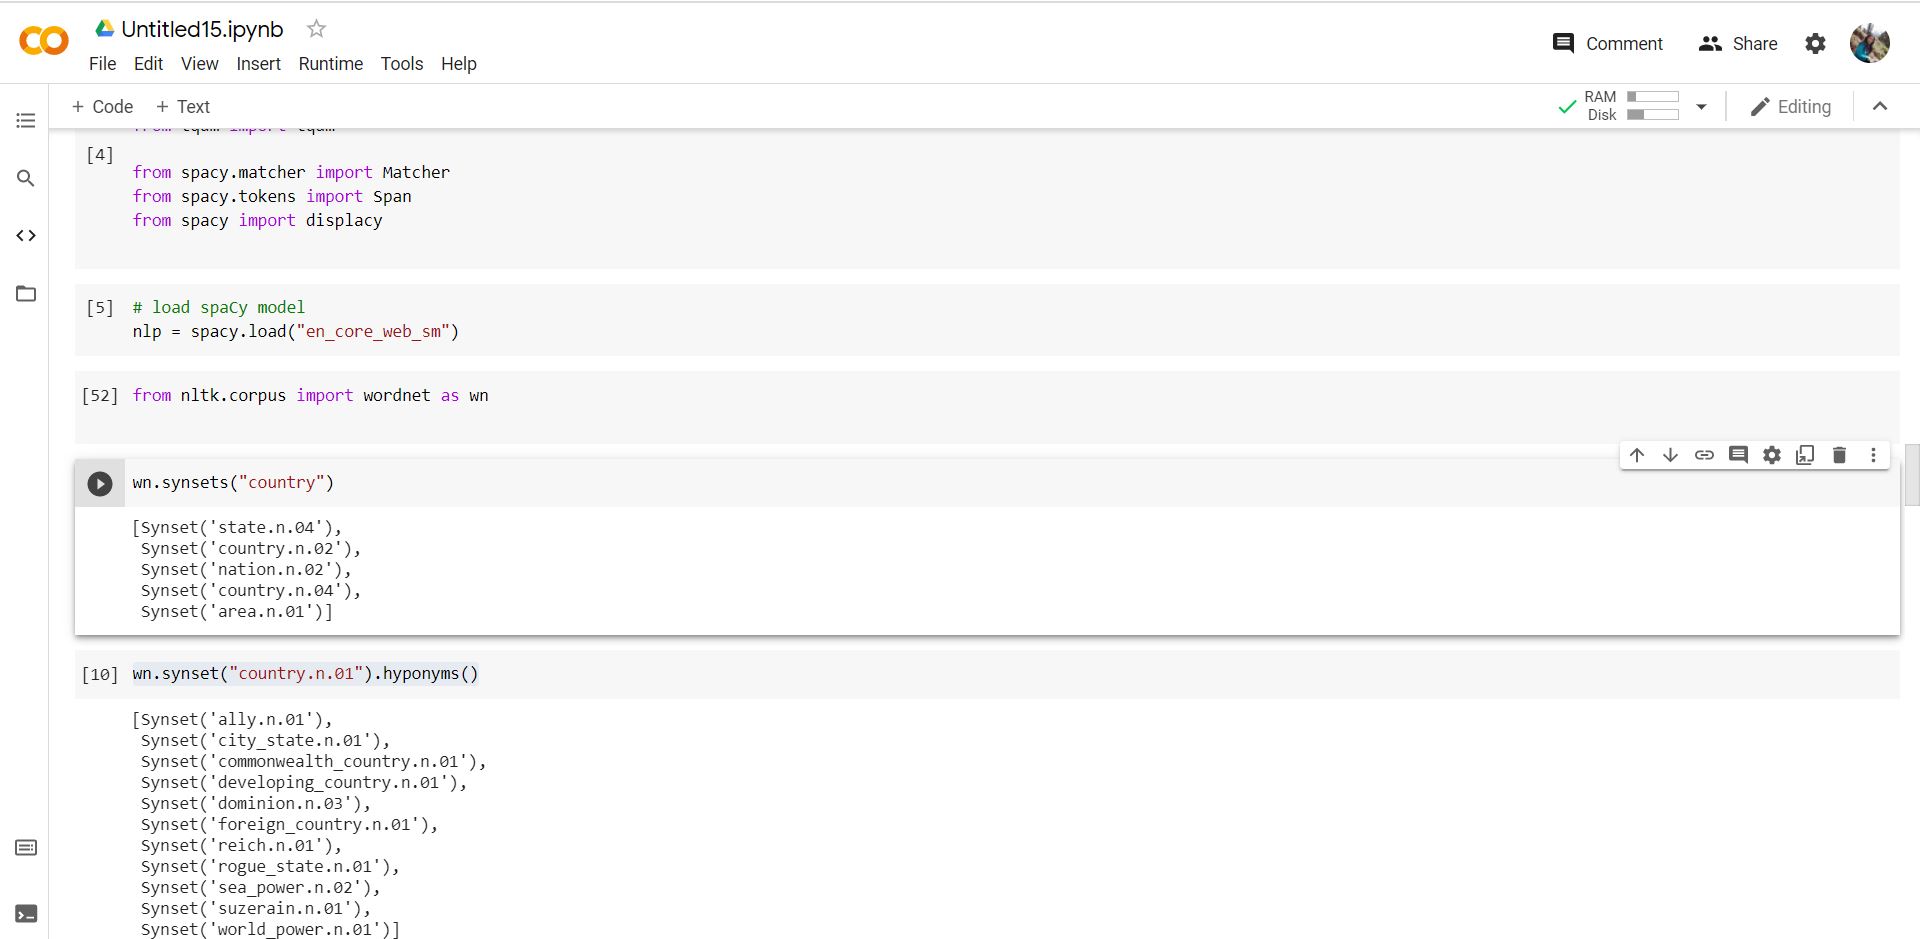 Untitled15.ipynb
File Edit View Insert Runtime Tools Help
Comment Share
+ Code + Text
RAM
Disk
Editing
from tqdm import tqdm
[4]
from spacy.matcher import Matcher
from spacy.tokens import Span
from spacy import displacy
[5] # load spaCy model
nlp = spacy.load("en_core_web_sm")
[52] from nltk.corpus import wordnet as wn
wn.synsets("country")
[Synset('state.n.04'),
Synset('country.n.02'),
Synset('nation.n.02'),
Synset('country.n.04'),
Synset('area.n.01')]
[10] wn.synset("country.n.01").hyponyms()
[Synset('ally.n.01'),
Synset('city_state.n.01'),
Synset('commonwealth_country.n.01'),
Synset('developing_country.n.01'),
Synset('dominion.n.03'),
Synset('foreign_country.n.01'),
Synset('reich.n.01'),
Synset('rogue_state.n.01'),
Synset('sea_power.n.02'),
Synset('suzerain.n.01'),
Synset('world_power.n.01')]